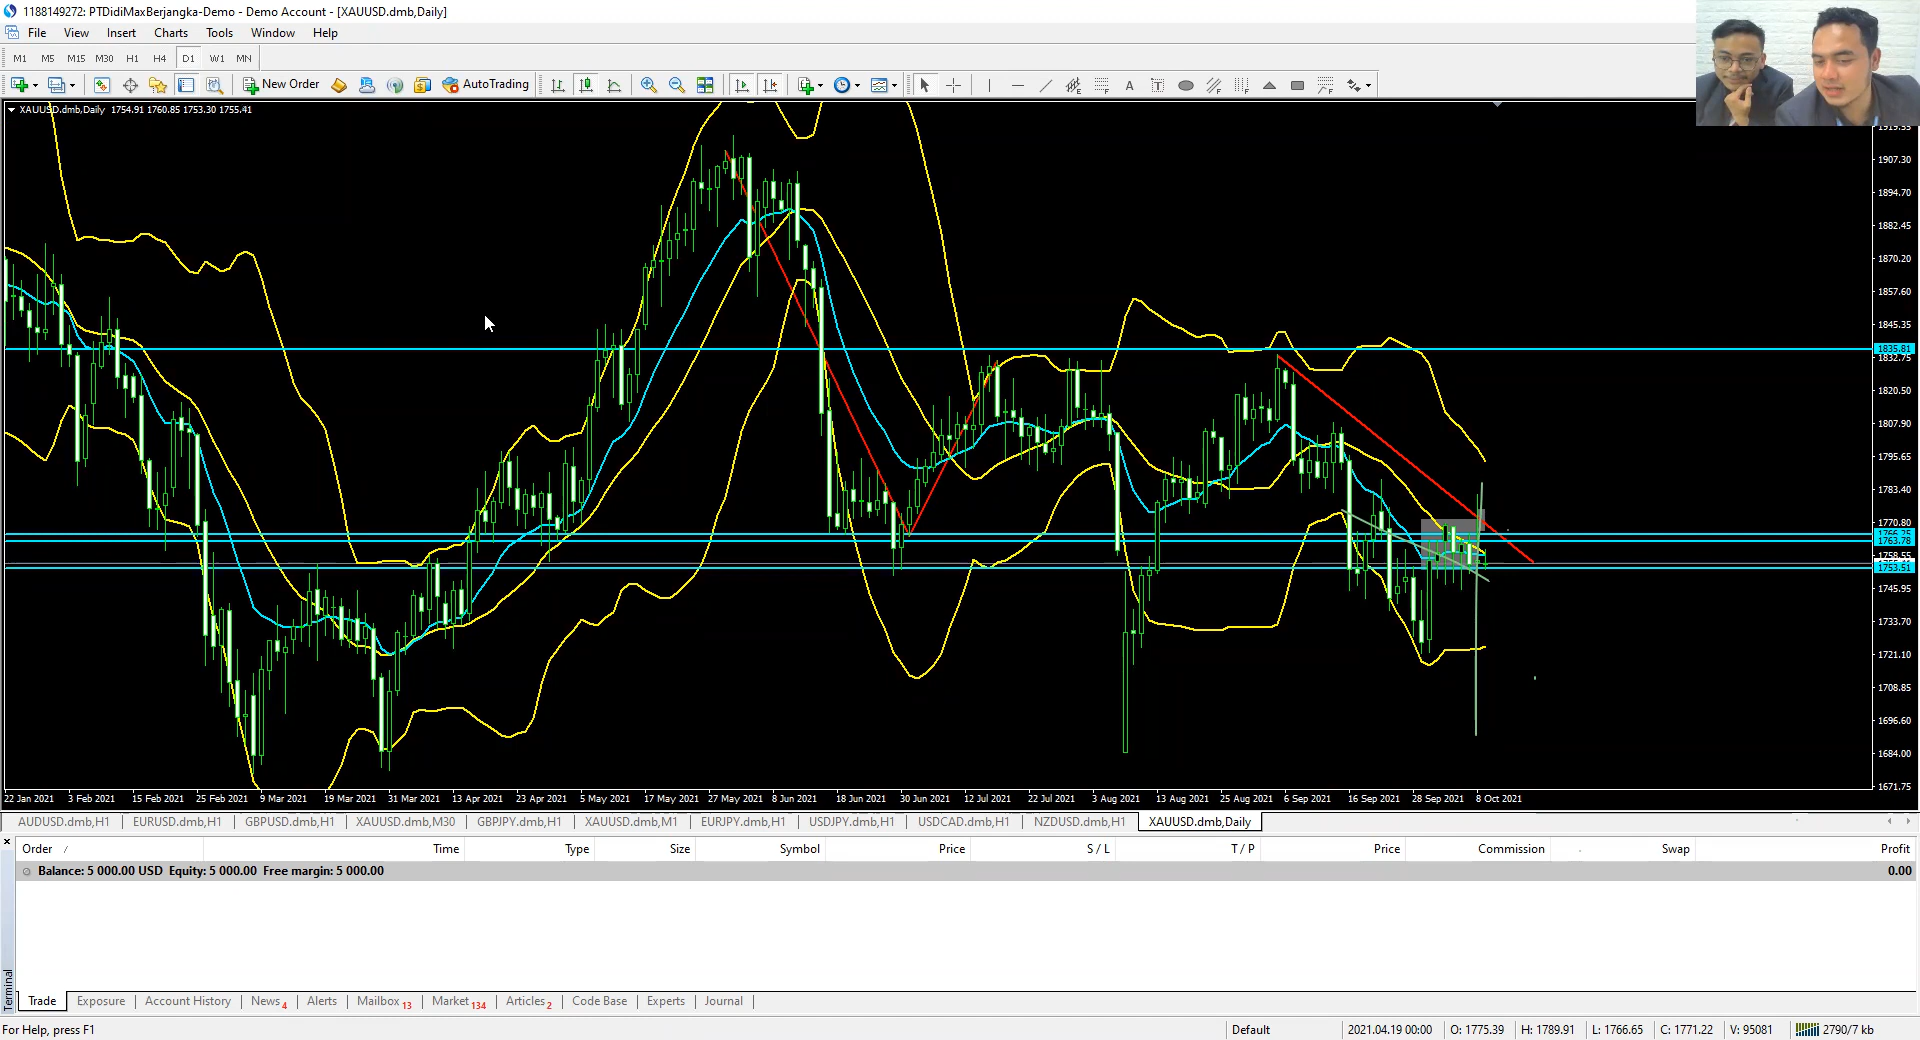 1188149272: PTDidiMaxBerjangka-Demo - Demo Account - [XAUUSD.dmb,Daily]
File View Insert Charts Tools Window Help
M1 M5 M15 M30 H1 H4 D1 W1 MN
New Order AutoTrading A T
XAUUSD.dmb,Daily 1754.91 1760.85 1753.30 1755.41
1919.55
1907.30
1894.70
1882.45
1870.20
1857.60
1845.35
1835.81
1832.75
1820.50
1807.90
1795.65
1783.40
1770.80
1763.78
1758.55
1753.51
1745.95
1733.70
1721.10
1708.85
1696.60
1684.00
1671.75
22 Jan 2021 3 Feb 2021 15 Feb 2021 25 Feb 2021 9 Mar 2021 19 Mar 2021 31 Mar 2021 13 Apr 2021 23 Apr 2021 5 May 2021 17 May 2021 27 May 2021 8 Jun 2021 18 Jun 2021 30 Jun 2021 12 Jul 2021 22 Jul 2021 3 Aug 2021 13 Aug 2021 25 Aug 2021 6 Sep 2021 16 Sep 2021 28 Sep 2021 8 Oct 2021
AUDUSD.dmb,H1 EURUSD.dmb,H1 GBPUSD.dmb,H1 XAUUSD.dmb,M30 GBPJPY.dmb,H1 XAUUSD.dmb,M1 EURJPY.dmb,H1 USDJPY.dmb,H1 USDCAD.dmb,H1 NZDUSD.dmb,H1 XAUUSD.dmb,Daily
Order / Time Type Size Symbol Price S / L T / P Price Commission Swap Profit
Balance: 5 000.00 USD Equity: 5 000.00 Free margin: 5 000.00 0.00
Terminal
Trade Exposure Account History News 4 Alerts Mailbox 13 Market 134 Articles 2 Code Base Experts Journal
For Help, press F1 Default 2021.04.19 00:00 O: 1775.39 H: 1789.91 L: 1766.65 C: 1771.22 V: 95081 2790/7 kb